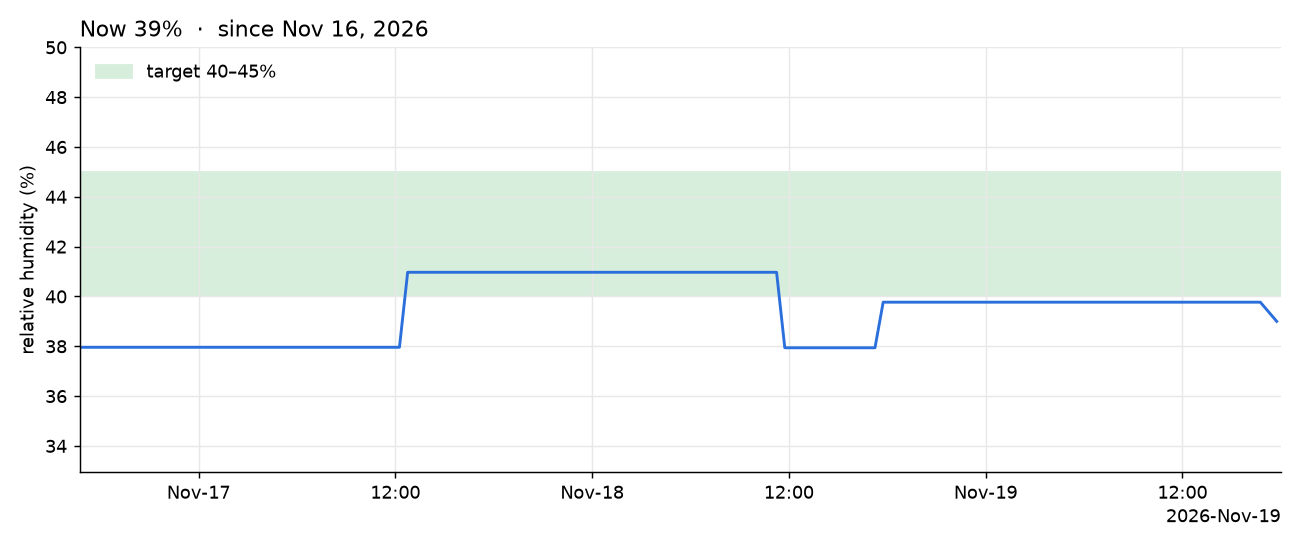 Now 39%  ·  since Nov 16, 2026
target 40–45%
relative humidity (%)
50
48
46
44
42
40
38
36
34
Nov-17
12:00
Nov-18
12:00
Nov-19
12:00
2026-Nov-19